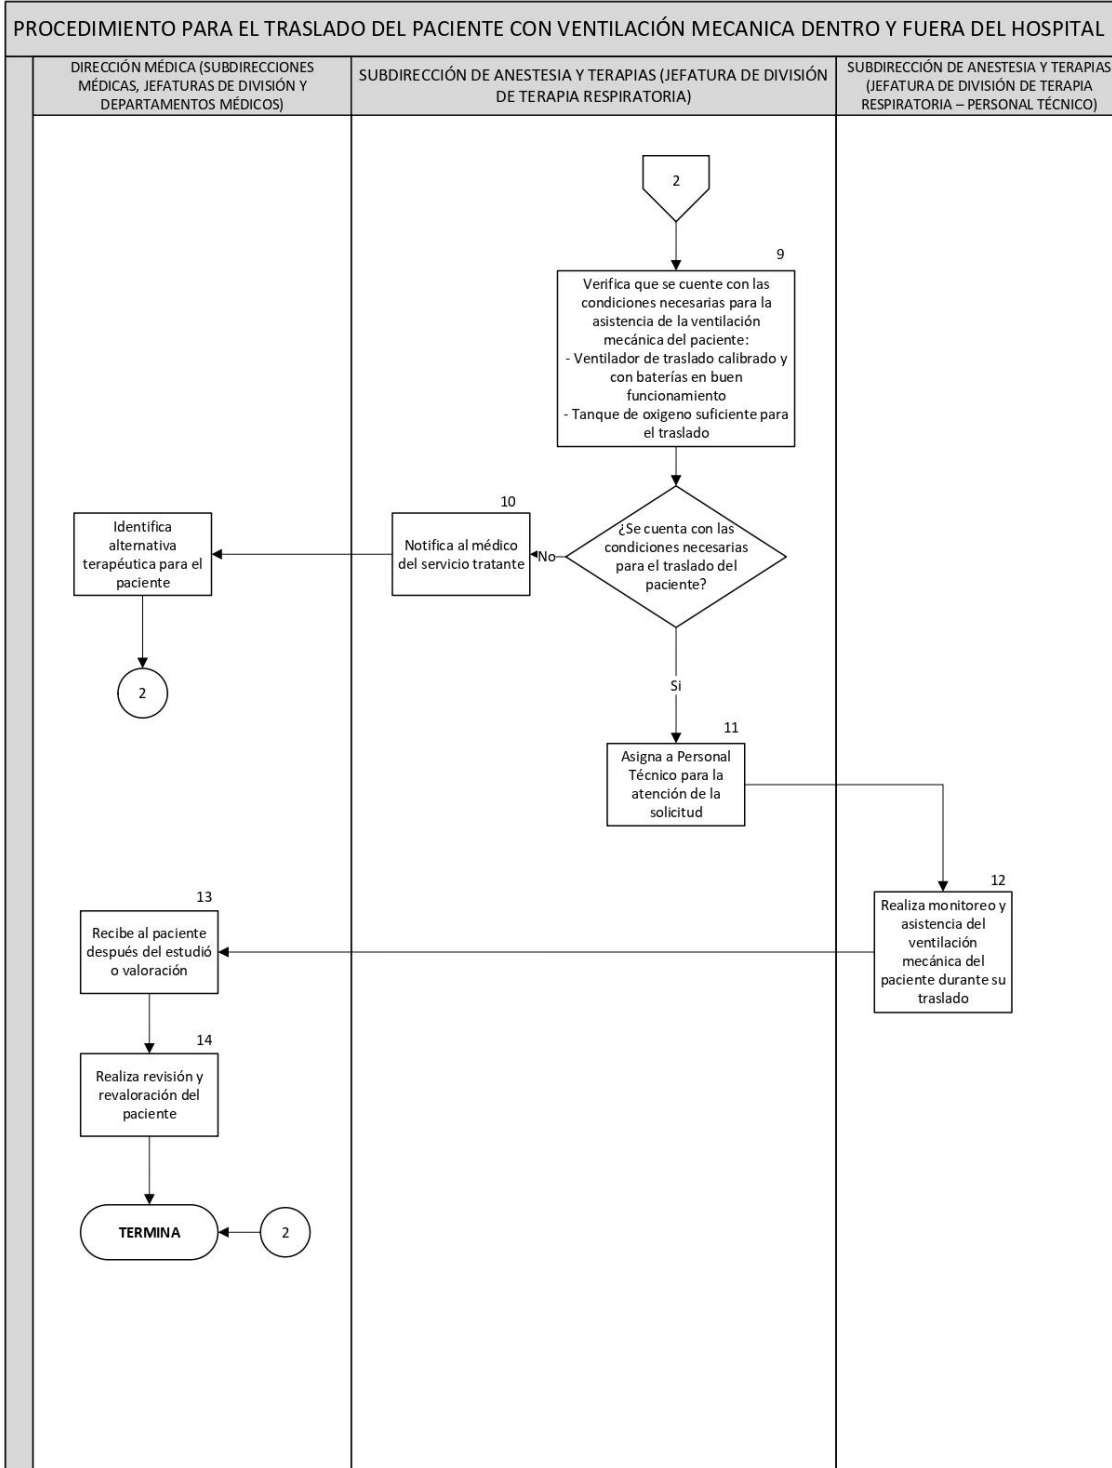 PROCEDIMIENTO PARA EL TRASLADO DEL PACIENTE CON VENTILACIÓN MECANICA DENTRO Y FUERA DEL HOSPITAL
DIRECCIÓN MÉDICA (SUBDIRECCIONES
MÉDICAS, JEFATURAS DE DIVISIÓN Y
DEPARTAMENTOS MÉDICOS)
SUBDIRECCIÓN DE ANESTESIA Y TERAPIAS (JEFATURA DE DIVISIÓN
DE TERAPIA RESPIRATORIA)
SUBDIRECCIÓN DE ANESTESIA Y TERAPIAS
(JEFATURA DE DIVISIÓN DE TERAPIA
RESPIRATORIA – PERSONAL TÉCNICO)
2
9
Verifica que se cuente con las
condiciones necesarias para la
asistencia de la ventilación
mecánica del paciente:
- Ventilador de traslado calibrado y
con baterías en buen
funcionamiento
- Tanque de oxigeno suficiente para
el traslado
¿Se cuenta con las
condiciones necesarias
para el traslado del
paciente?
No
10
Notifica al médico
del servicio tratante
Identifica
alternativa
terapéutica para el
paciente
2
Si
11
Asigna a Personal
Técnico para la
atención de la
solicitud
12
Realiza monitoreo y
asistencia del
ventilación
mecánica del
paciente durante su
traslado
13
Recibe al paciente
después del estudió
o valoración
14
Realiza revisión y
revaloración del
paciente
TERMINA
2